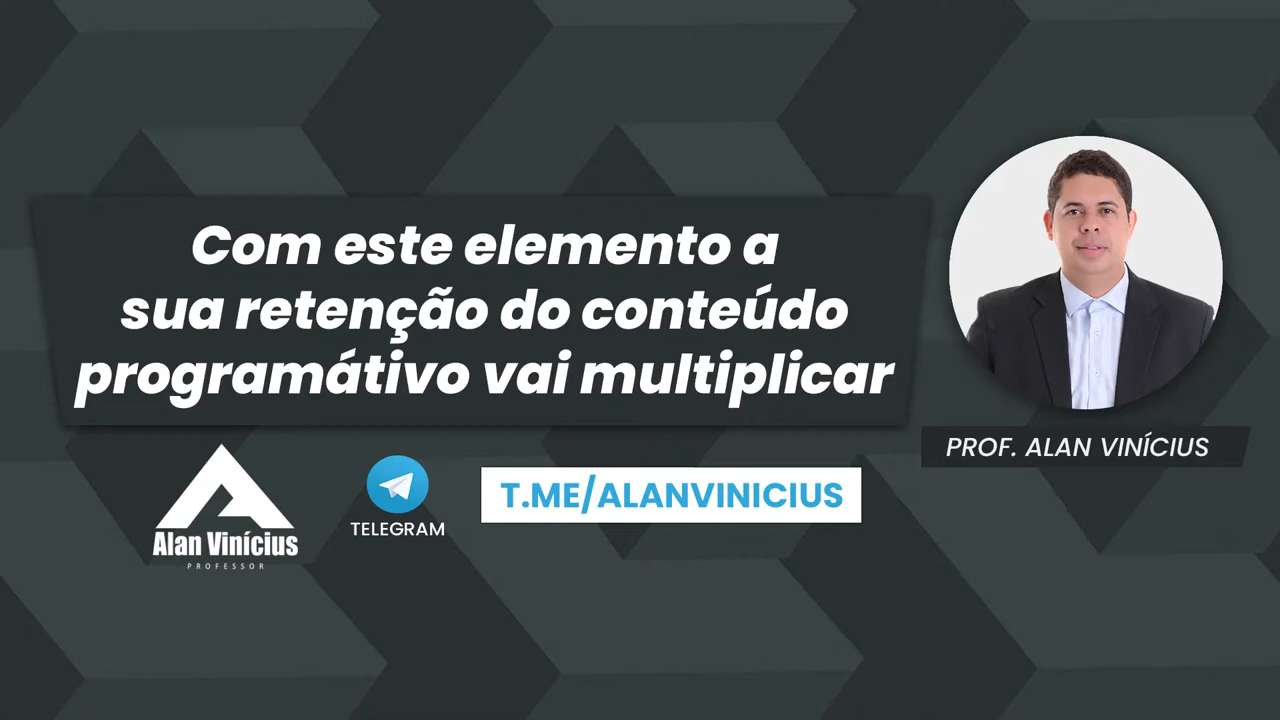 Com este elemento a
sua retenção do conteúdo
programátivo vai multiplicar
PROF. ALAN VINÍCIUS
Alan Vinícius
PROFESSOR
TELEGRAM
T.ME/ALANVINICIUS